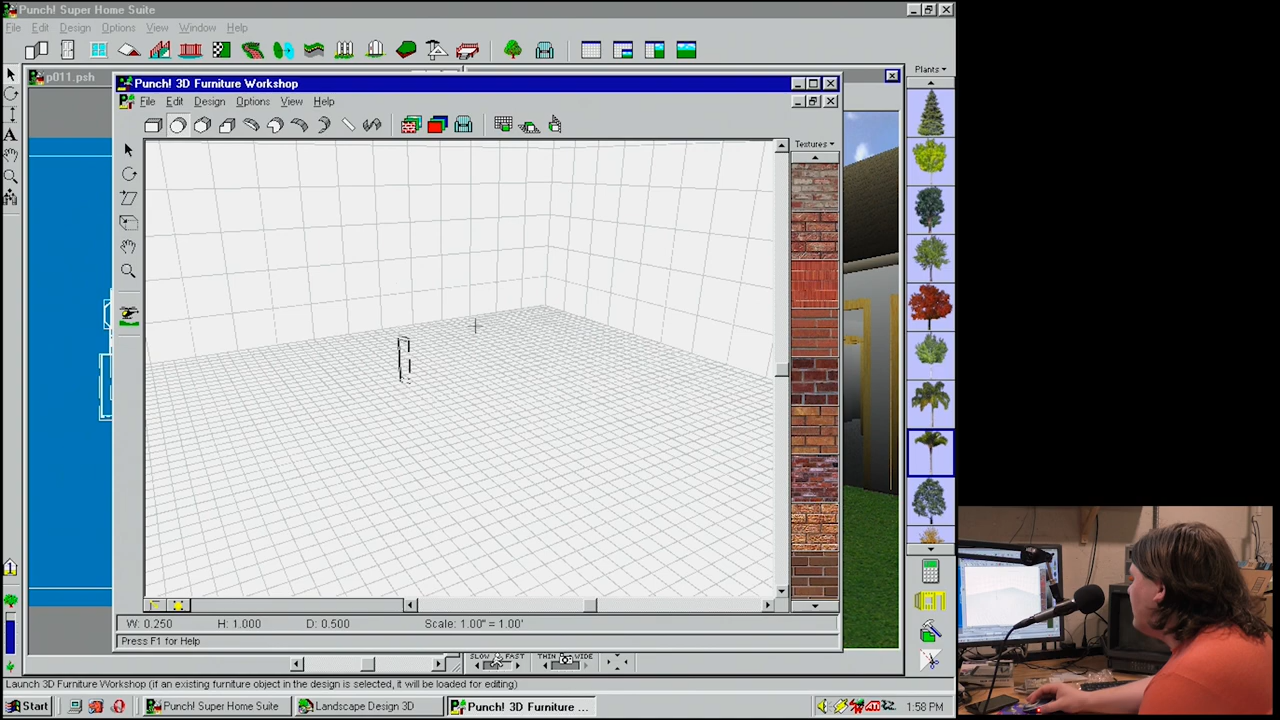 Punch! Super Home Suite
File Edit Design Options View Window Help
p011.psh
Plants
Punch! 3D Furniture Workshop
File Edit Design Options View Help
Textures
W: 0.250 H: 1.000 D: 0.500 Scale: 1.00" = 1.00'
Press F1 for Help
SLOW FAST THIN WIDE
Launch 3D Furniture Workshop (if an existing furniture object in the design is selected, it will be loaded for editing)
Start Punch! Super Home Suite Landscape Design 3D Punch! 3D Furniture ... 1:58 PM